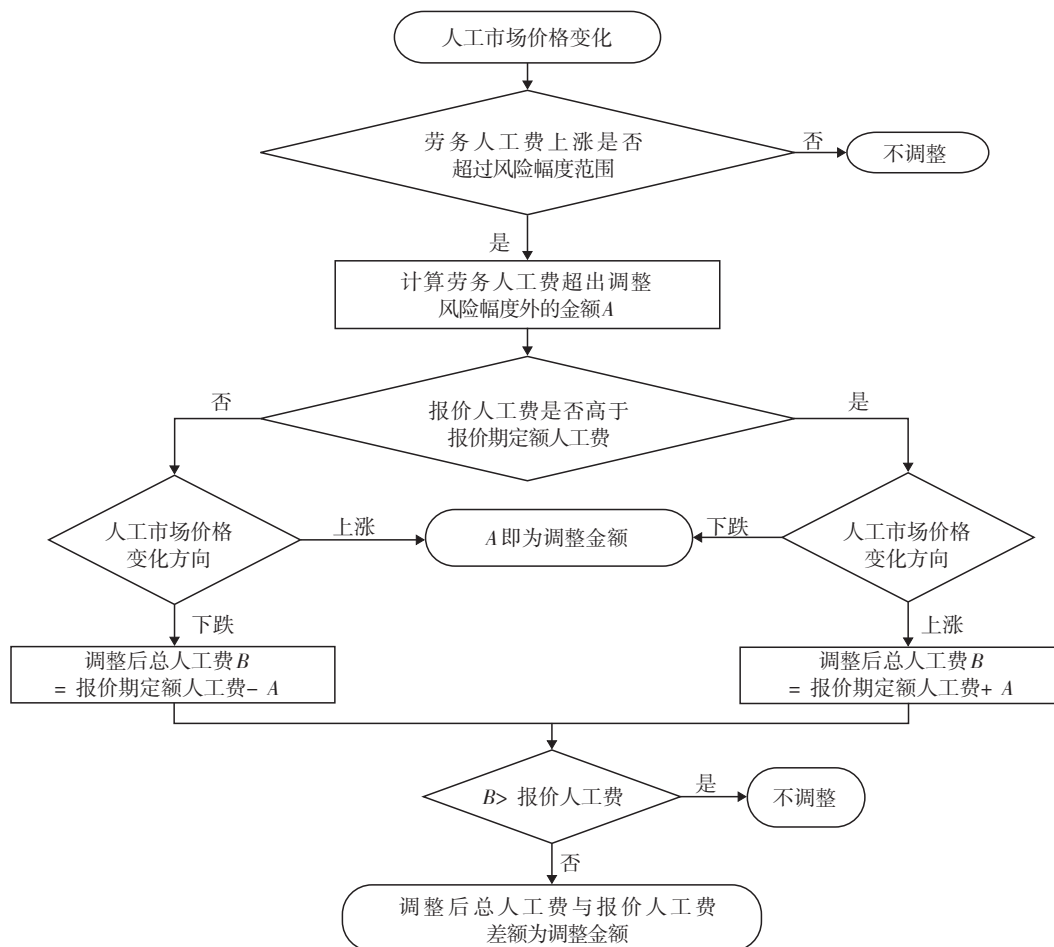 人工市场价格变化
劳务人工费上涨是否
超过风险幅度范围
否
不调整
是
计算劳务人工费超出调整
风险幅度外的金额A
报价人工费是否高于
报价期定额人工费
否
是
人工市场价格
变化方向
上涨
A即为调整金额
下跌
人工市场价格
变化方向
下跌
上涨
调整后总人工费B
= 报价期定额人工费- A
调整后总人工费B
= 报价期定额人工费+ A
B> 报价人工费
是
不调整
否
调整后总人工费与报价人工费
差额为调整金额